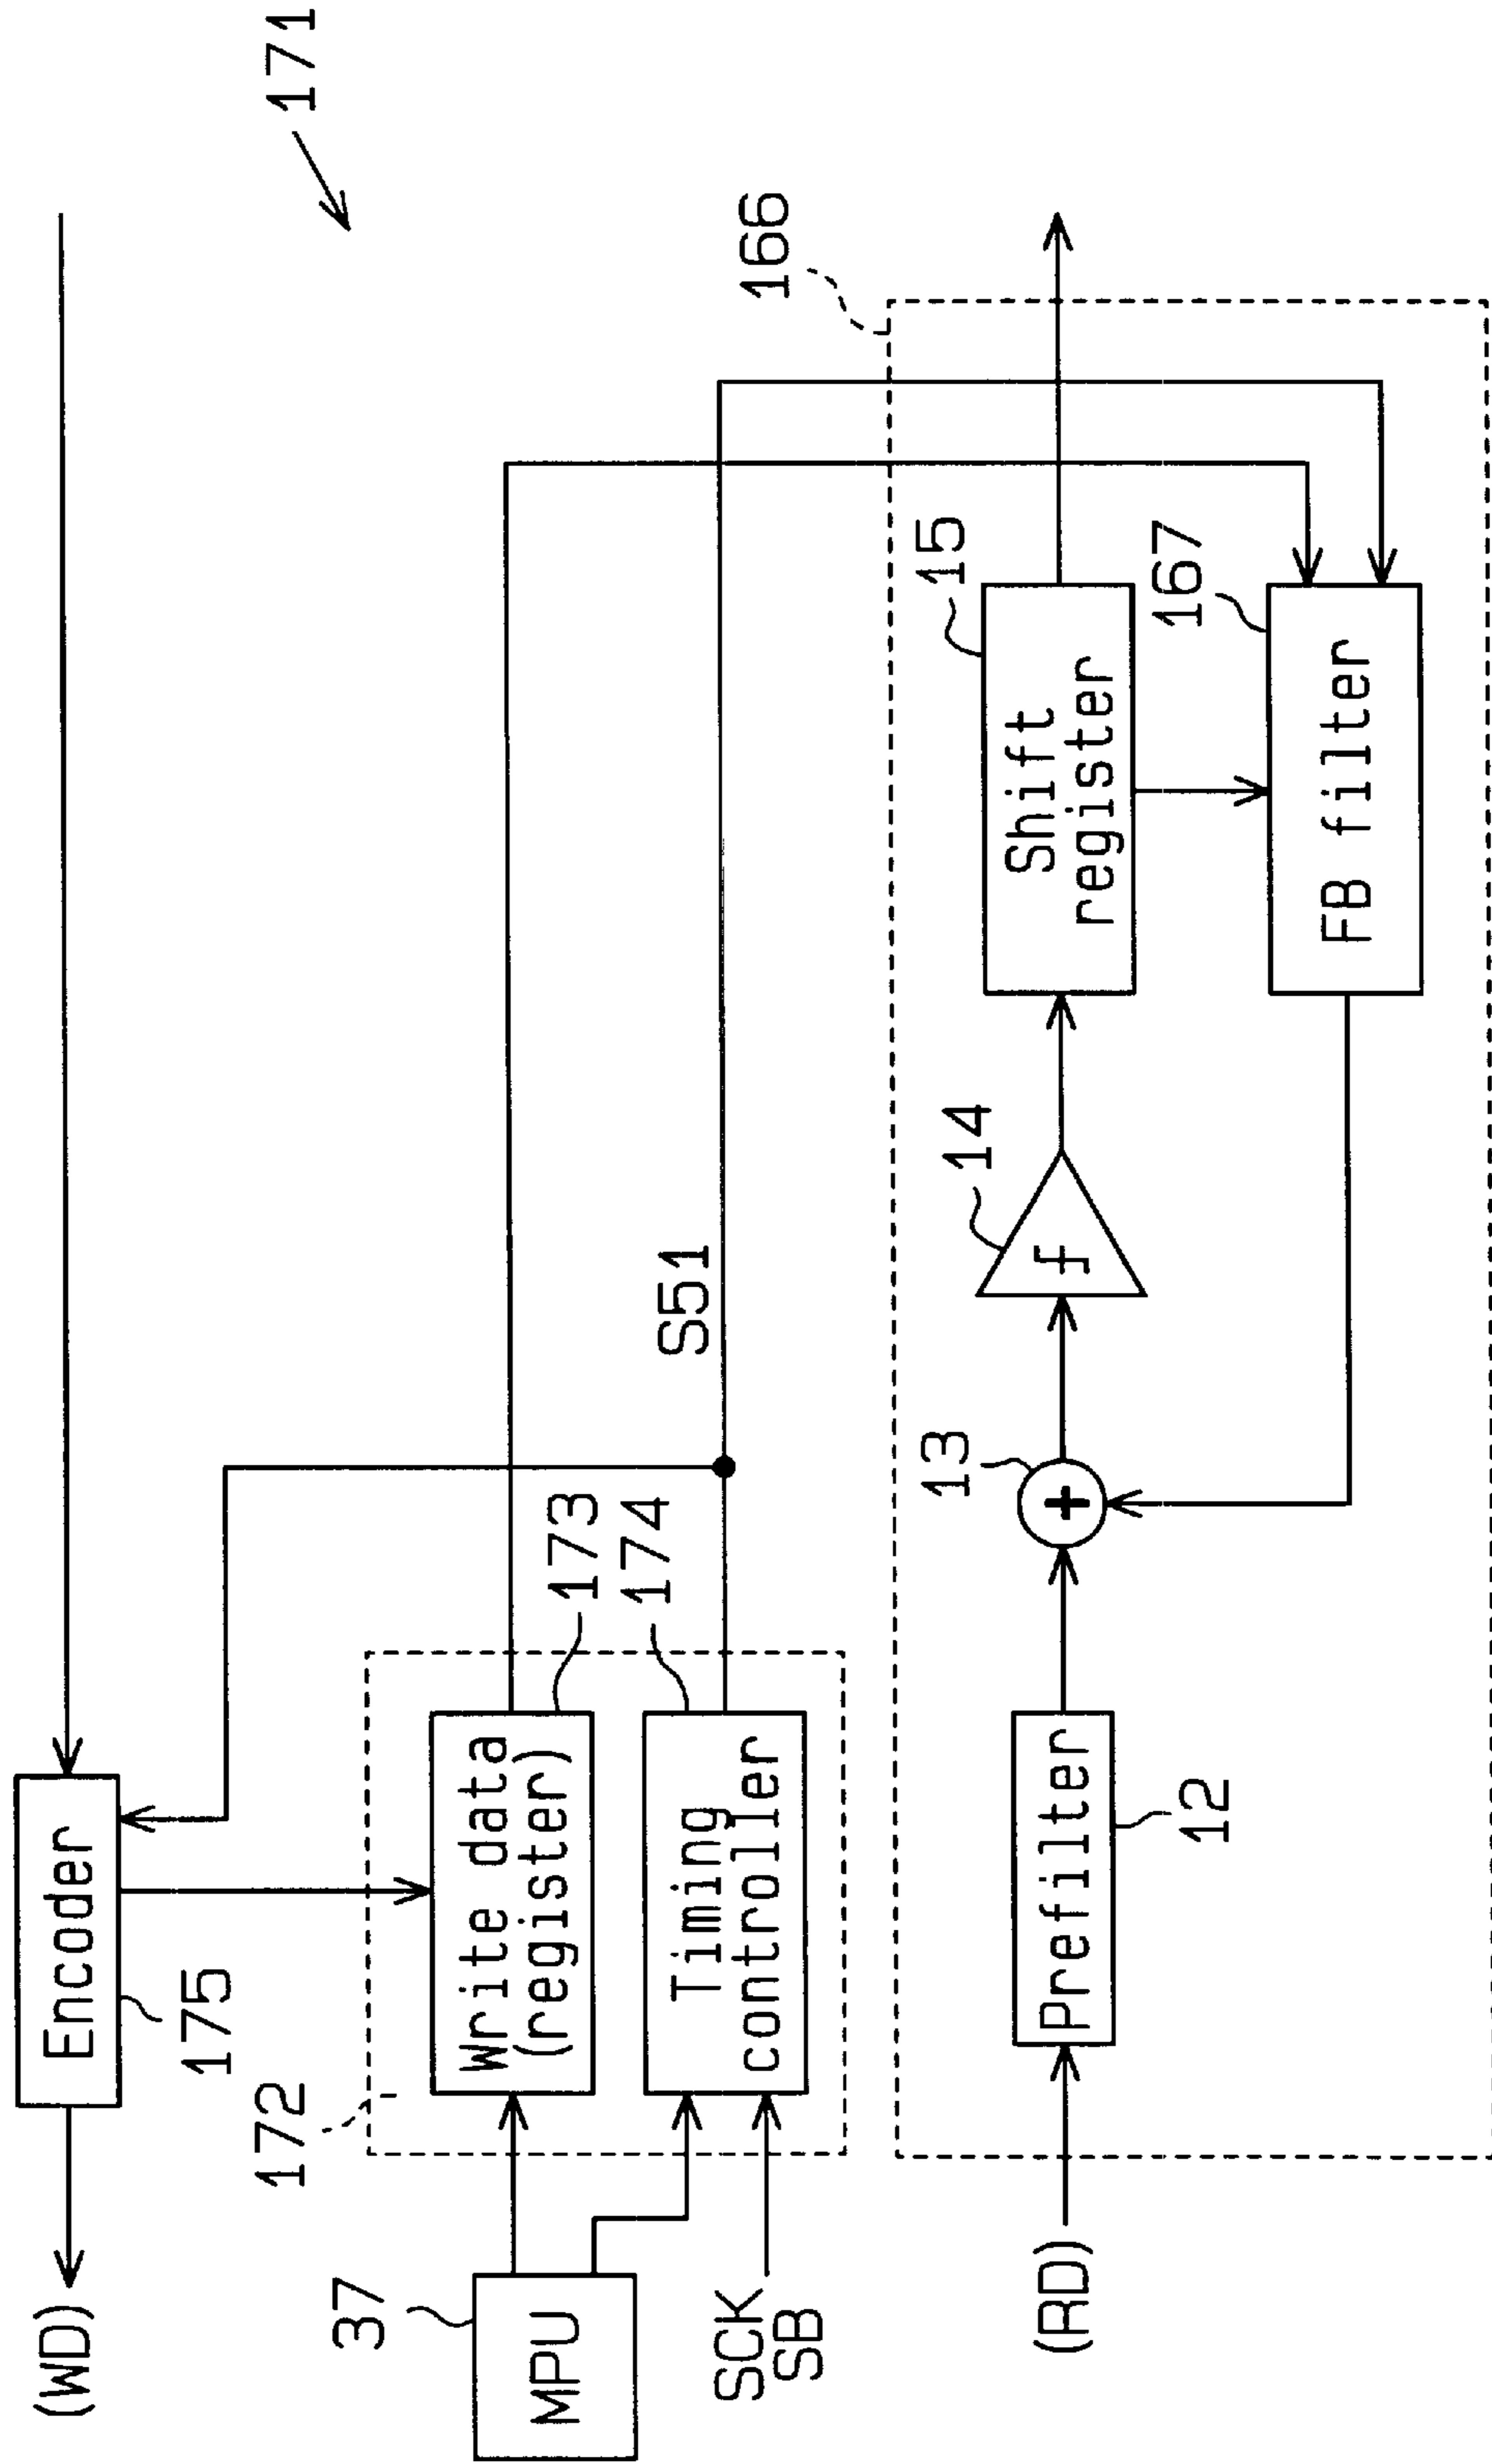 171
(WD)
Encoder
175
172
Write data
(register)
173
Timing
controller
174
S51
37
MPU
SCK
SB
166
(RD)
Prefilter
12
13
+
14
f
15
Shift
register
167
FB filter